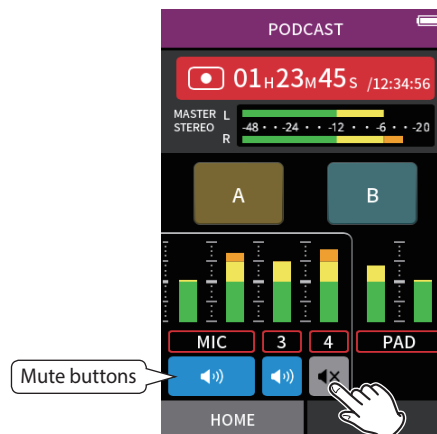 PODCAST
01H23M45S /12:34:56
MASTER L
STEREO -48 · · -24 · · -12 · · -6 · · -20
R
A B
MIC 3 4 PAD
Mute buttons
HOME